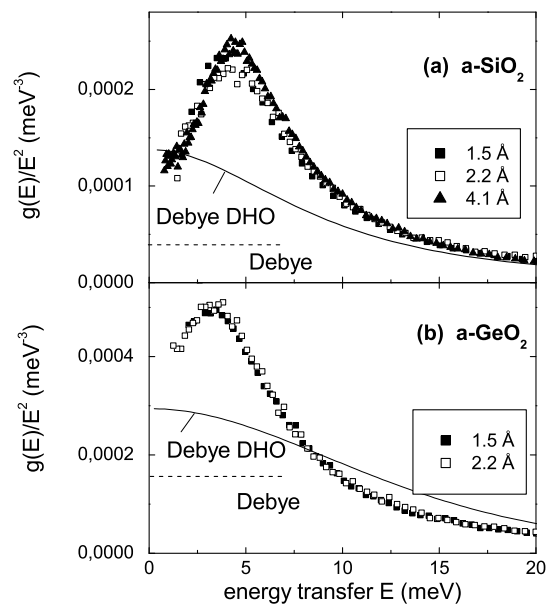 (a) a-SiO₂
0,0002
g(E)/E² (meV⁻³)
0,0001
0,0000
1.5 Å
2.2 Å
4.1 Å
Debye DHO
Debye
(b) a-GeO₂
0,0004
g(E)/E² (meV⁻³)
0,0002
0,0000
1.5 Å
2.2 Å
Debye DHO
Debye
0 5 10 15 20
energy transfer E (meV)